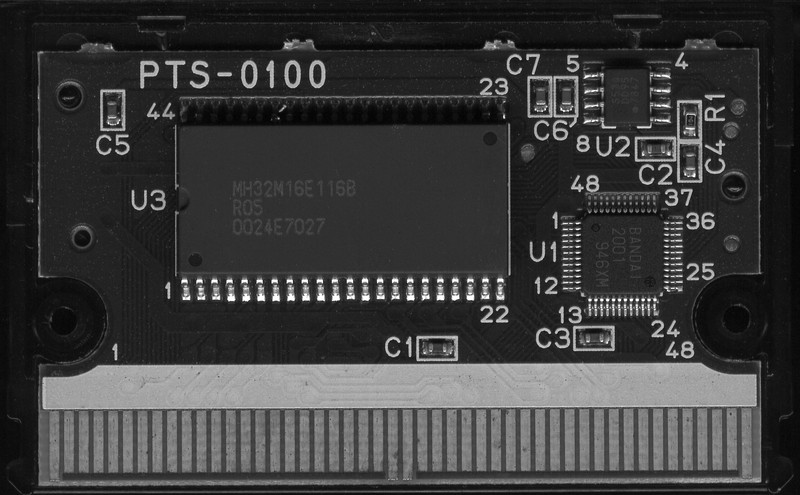 PTS-0100
C7
5
4
44
23
R1
C5
C6
8
U2
C2
C4
MH32M16E116B
R05
0024E7027
U3
48
37
1
36
U1
BANDAI
2001
946XM
12
25
1
22
13
24
C1
C3
1
48